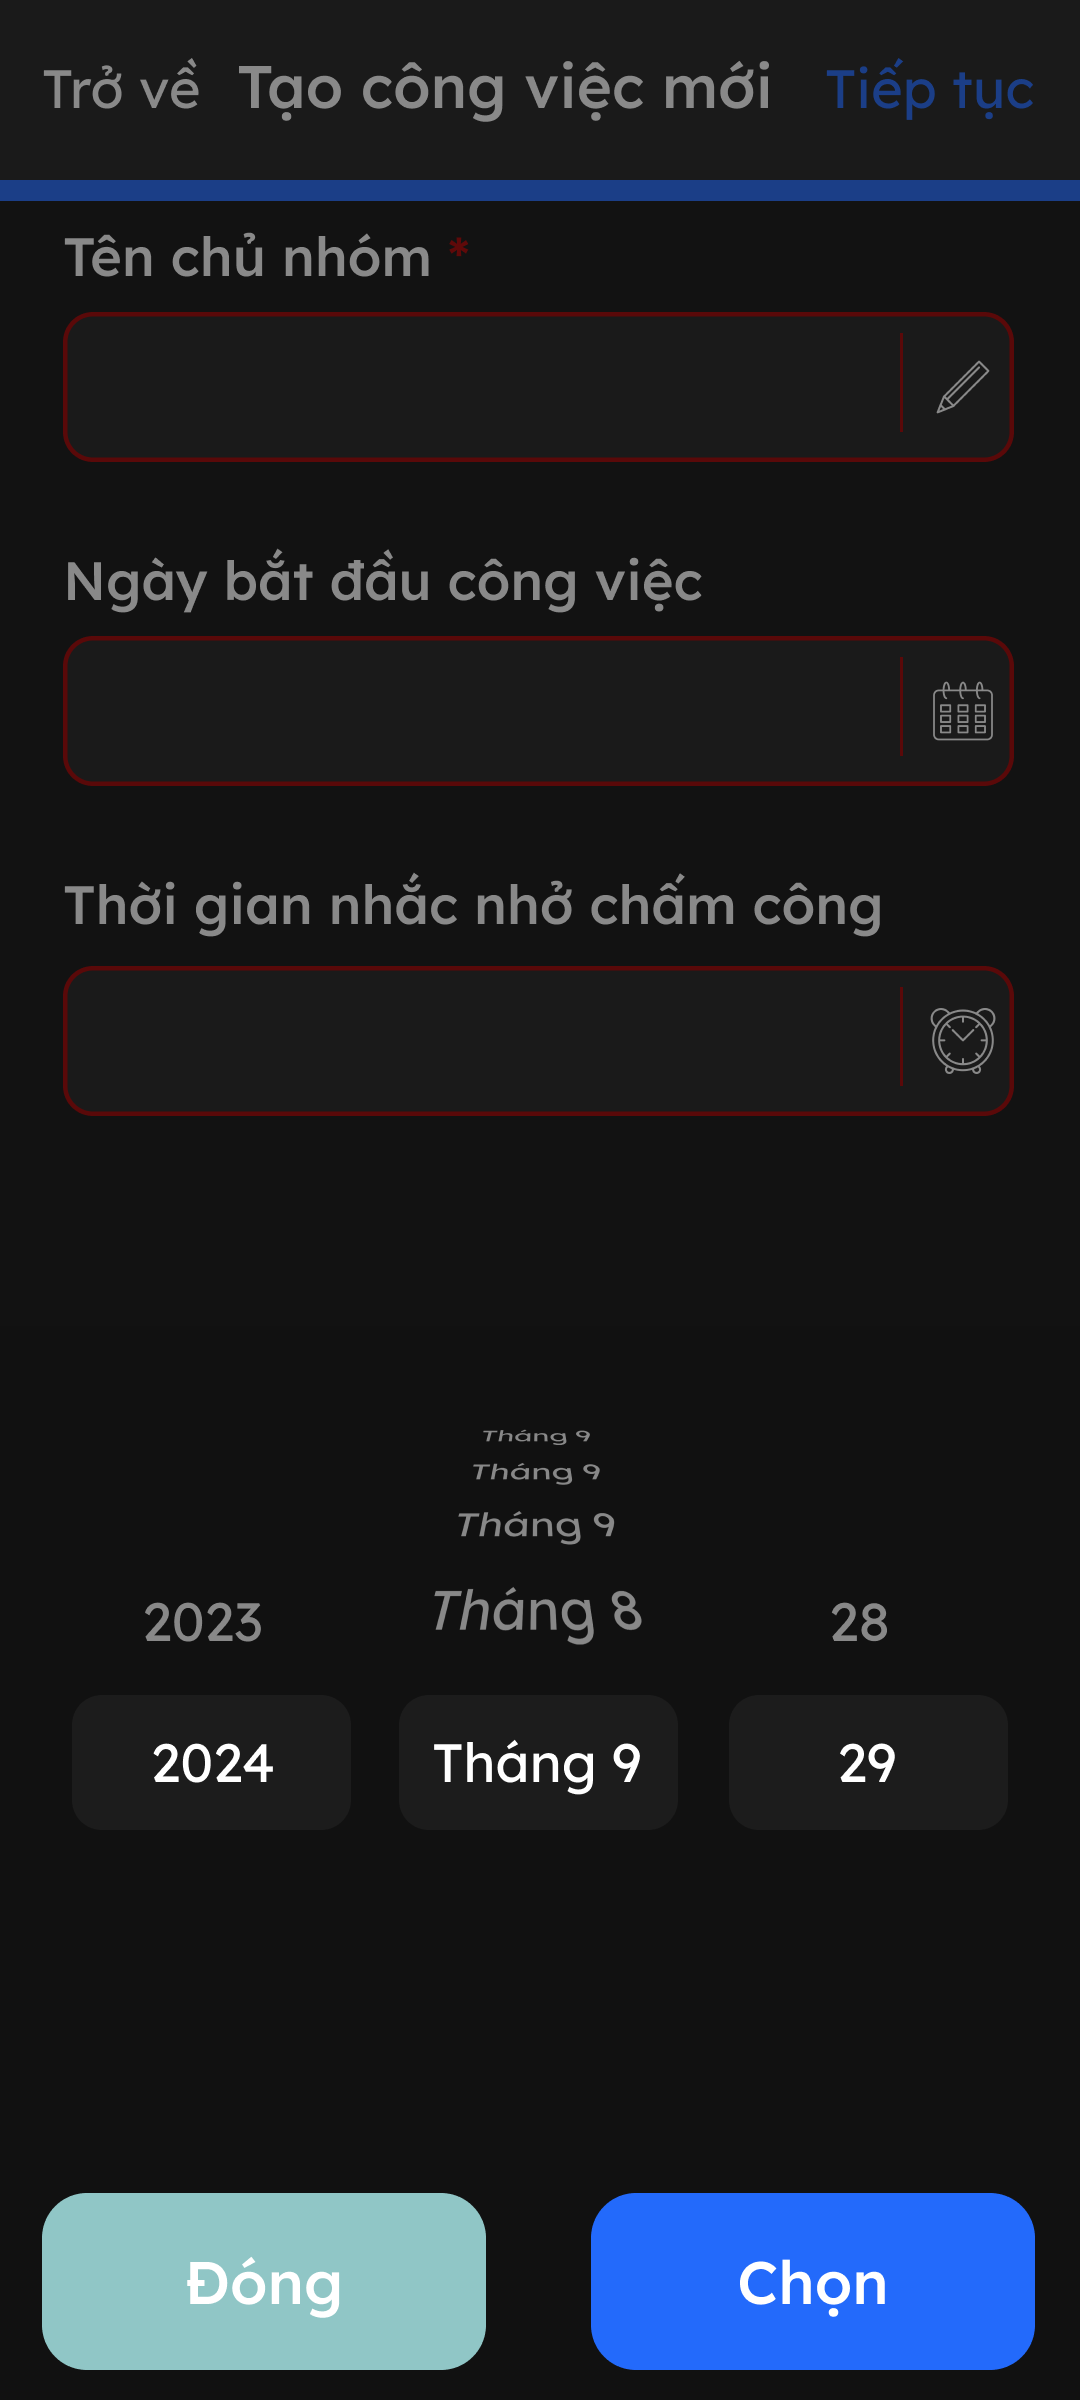 Trở về Tạo công việc mới Tiếp tục
Tên chủ nhóm *
Ngày bắt đầu công việc
Thời gian nhắc nhở chấm công
Tháng 9
Tháng 9
Tháng 9
2023 Tháng 8 28
2024 Tháng 9 29
Đóng Chọn